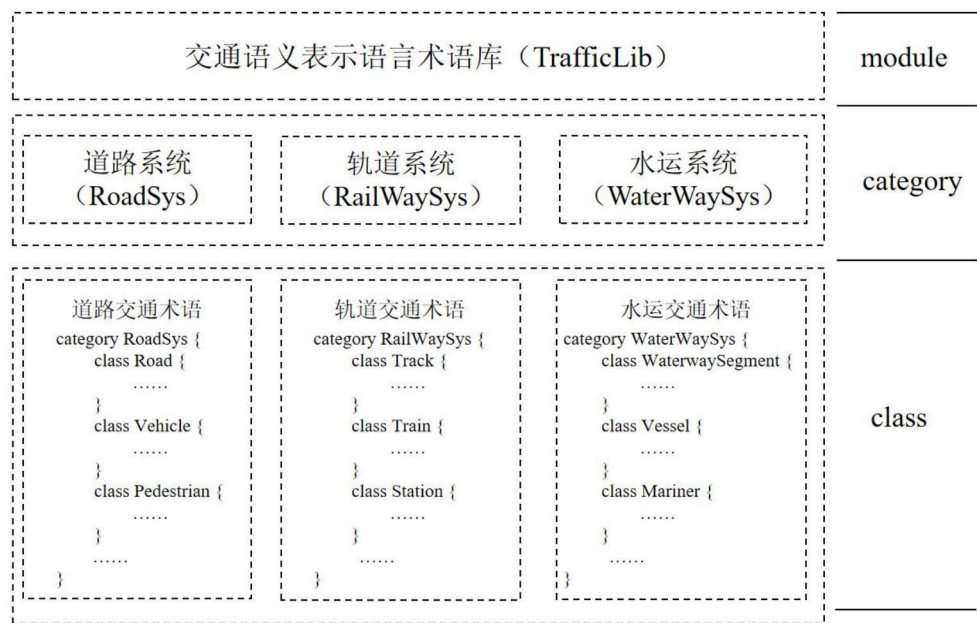 交通语义表示语言术语库（TrafficLib）
module
道路系统
（RoadSys）
轨道系统
（RailWaySys）
水运系统
（WaterWaySys）
category
道路交通术语
category RoadSys {
class Road {
……
}
class Vehicle {
……
}
class Pedestrian {
……
}
……
}
轨道交通术语
category RailWaySys {
class Track {
……
}
class Train {
……
}
class Station {
……
}
……
}
水运交通术语
category WaterWaySys {
class WaterwaySegment {
……
}
class Vessel {
……
}
class Mariner {
……
}
……
}
class